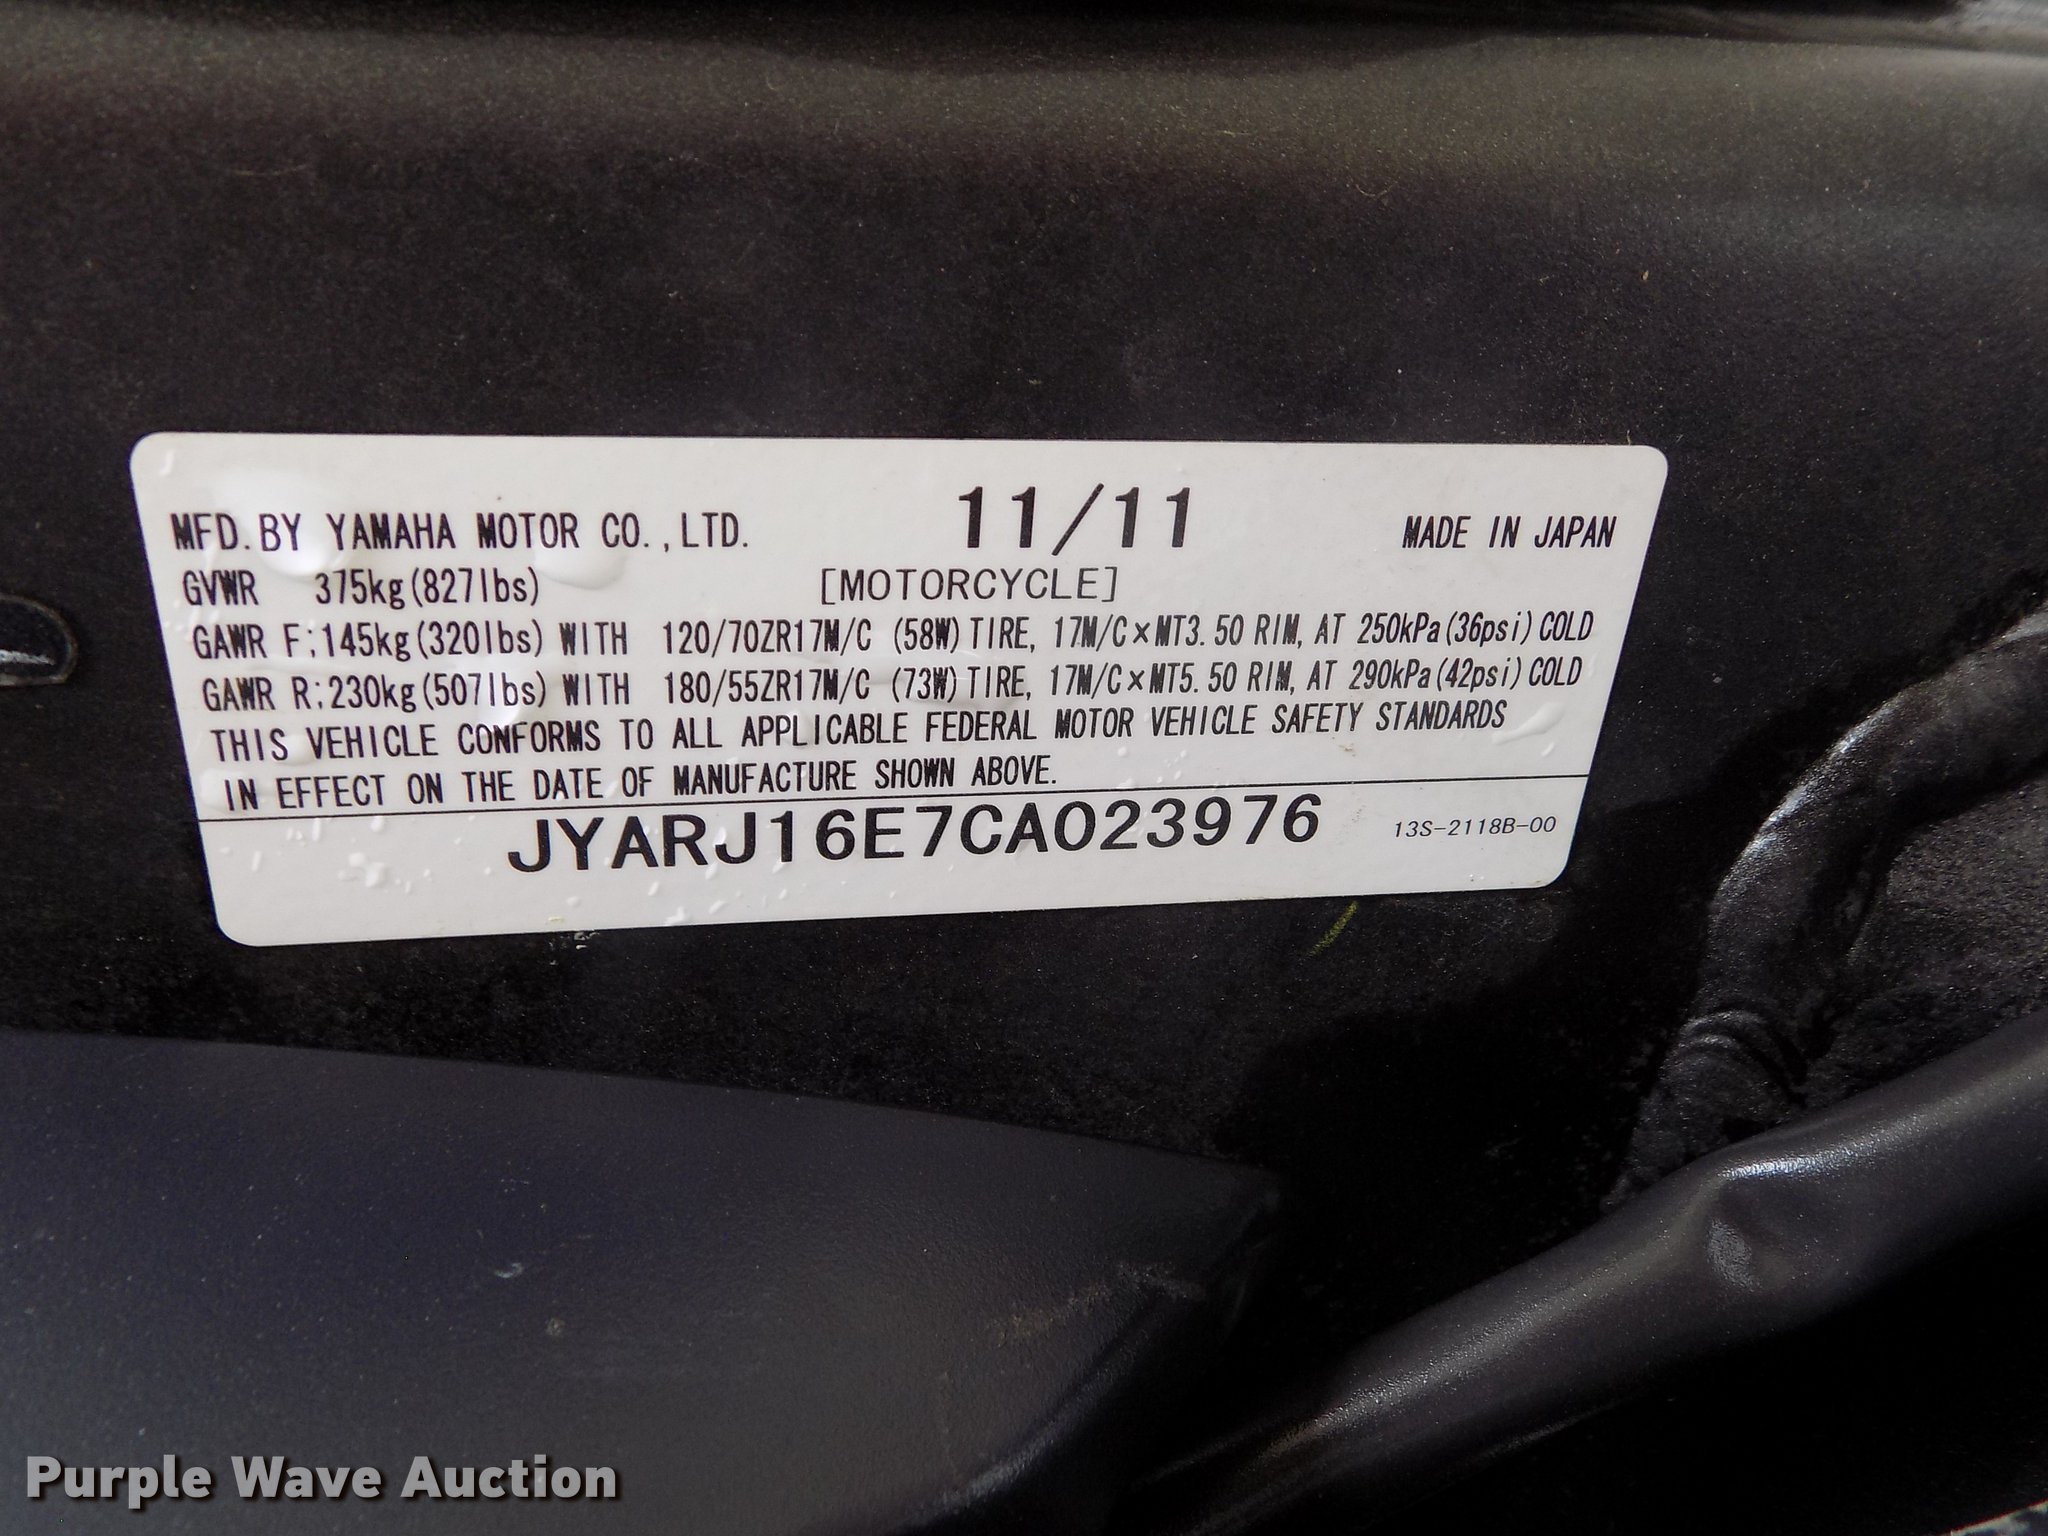 MFD. BY YAMAHA MOTOR CO., LTD. 11/11 MADE IN JAPAN
GVWR 375kg(827lbs) [MOTORCYCLE]
GAWR F;145kg(320lbs) WITH 120/70ZR17M/C (58W) TIRE, 17M/C×MT3.50 RIM, AT 250kPa(36psi) COLD
GAWR R;230kg(507lbs) WITH 180/55ZR17M/C (73W) TIRE, 17M/C×MT5.50 RIM, AT 290kPa(42psi) COLD
THIS VEHICLE CONFORMS TO ALL APPLICABLE FEDERAL MOTOR VEHICLE SAFETY STANDARDS
IN EFFECT ON THE DATE OF MANUFACTURE SHOWN ABOVE.
JYARJ16E7CA023976 13S-2118B-00
Purple Wave Auction